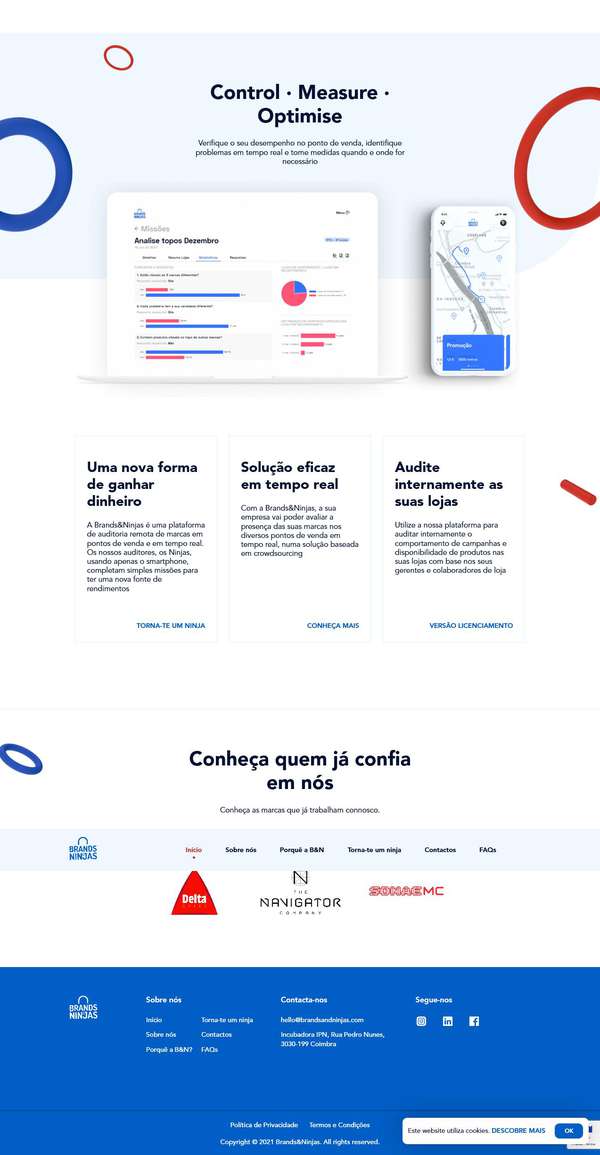 Control · Measure ·
Optimise
Verifique o seu desempenho no ponto de venda, identifique
problemas em tempo real e tome medidas quando e onde for
necessário
BRANDS
NINJAS
Menu
Missões
Analise topos Dezembro
Detalhes Resumo Lojas Estatísticas Respostas
Promoção
Uma nova forma
de ganhar
dinheiro
A Brands&Ninjas é uma plataforma
de auditoria remota de marcas em
pontos de venda e em tempo real.
Os nossos auditores, os Ninjas,
usando apenas o smartphone,
completam simples missões para
ter uma nova fonte de
rendimentos
TORNA-TE UM NINJA
Solução eficaz
em tempo real
Com a Brands&Ninjas, a sua
empresa vai poder avaliar a
presença das suas marcas nos
diversos pontos de venda em
tempo real, numa solução baseada
em crowdsourcing
CONHEÇA MAIS
Audite
internamente as
suas lojas
Utilize a nossa plataforma para
auditar internamente o
comportamento de campanhas e
disponibilidade de produtos nas
suas lojas com base nos seus
gerentes e colaboradores de loja
VERSÃO LICENCIAMENTO
Conheça quem já confia
em nós
Conheça as marcas que já trabalham connosco.
BRANDS
NINJAS
Início Sobre nós Porquê a B&N Torna-te um ninja Contactos FAQs
Delta
THE
NAVIGATOR
COMPANY
SONAE MC
BRANDS
NINJAS
Sobre nós
Início Torna-te um ninja
Sobre nós Contactos
Porquê a B&N? FAQs
Contacta-nos
hello@brandsandninjas.com
Incubadora IPN, Rua Pedro Nunes,
3030-199 Coimbra
Segue-nos
Política de Privacidade Termos e Condições
Copyright © 2021 Brands&Ninjas. All rights reserved.
Este website utiliza cookies. DESCOBRE MAIS OK